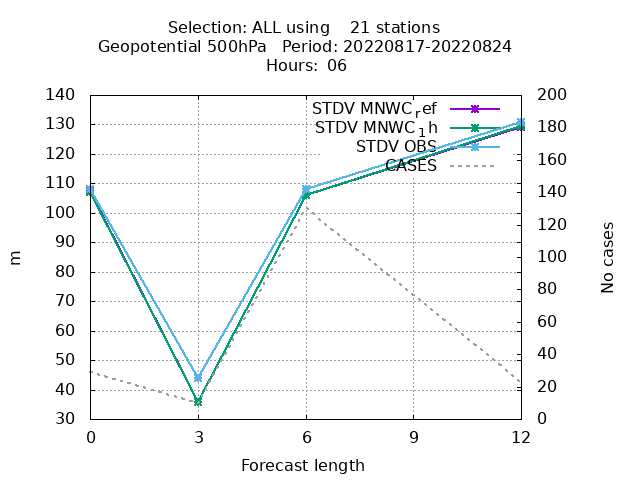 Selection: ALL using    21 stations
Geopotential 500hPa   Period: 20220817-20220824
Hours:  06
STDV MNWC_ref
STDV MNWC_1h
STDV OBS
CASES
140
130
120
110
100
90
80
70
60
50
40
30
200
180
160
140
120
100
80
60
40
20
0
m
No cases
0 3 6 9 12
Forecast length